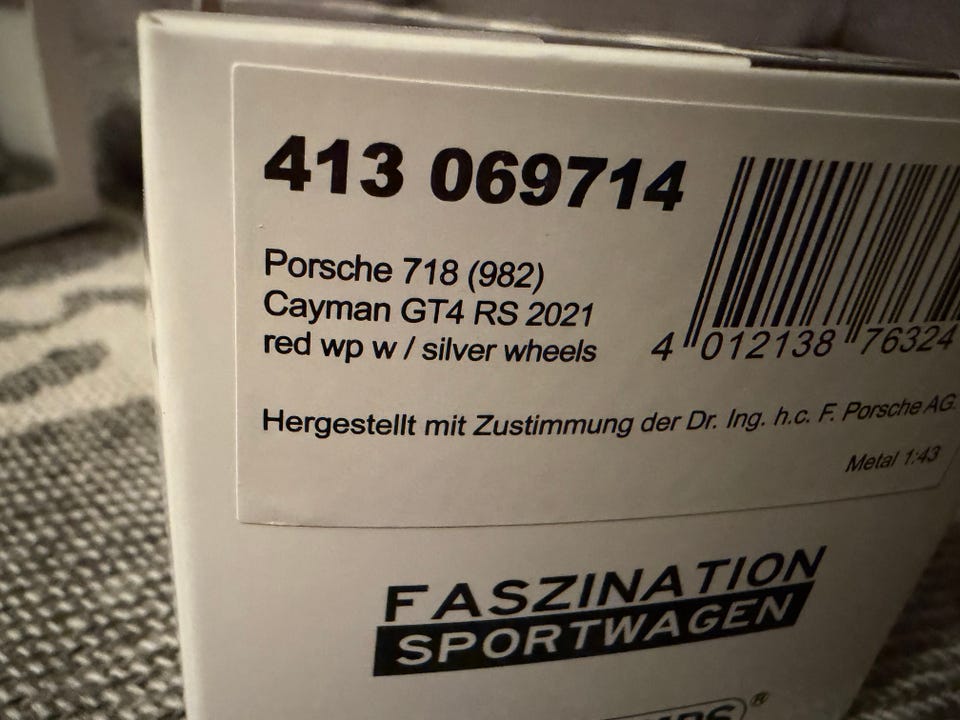 413 069714
Porsche 718 (982)
Cayman GT4 RS 2021
red wp w / silver wheels
4 012138 76324
Hergestellt mit Zustimmung der Dr. Ing. h.c. F. Porsche AG.
Metal 1:43
FASZINATION
SPORTWAGEN